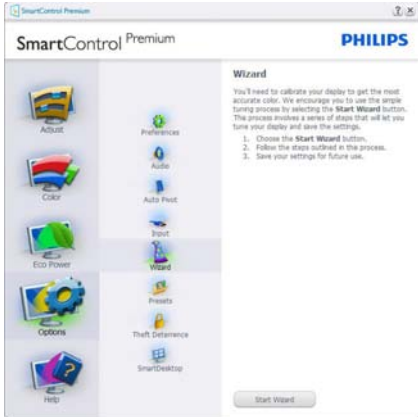 SmartControl Premium
SmartControl Premium
PHILIPS
Adjust
Color
Eco Power
Options
Help
Preferences
Audio
Auto Pivot
Input
Wizard
Presets
Theft Deterrence
SmartDesktop
Wizard
You'll need to calibrate your display to get the most
accurate color. We encourage you to use the simple
tuning process by selecting the Start Wizard button.
This process involves a series of steps that will let you
tune your display and save the settings.
1. Choose the Start Wizard button.
2. Follow the steps outlined in the process.
3. Save your settings for future use.
Start Wizard